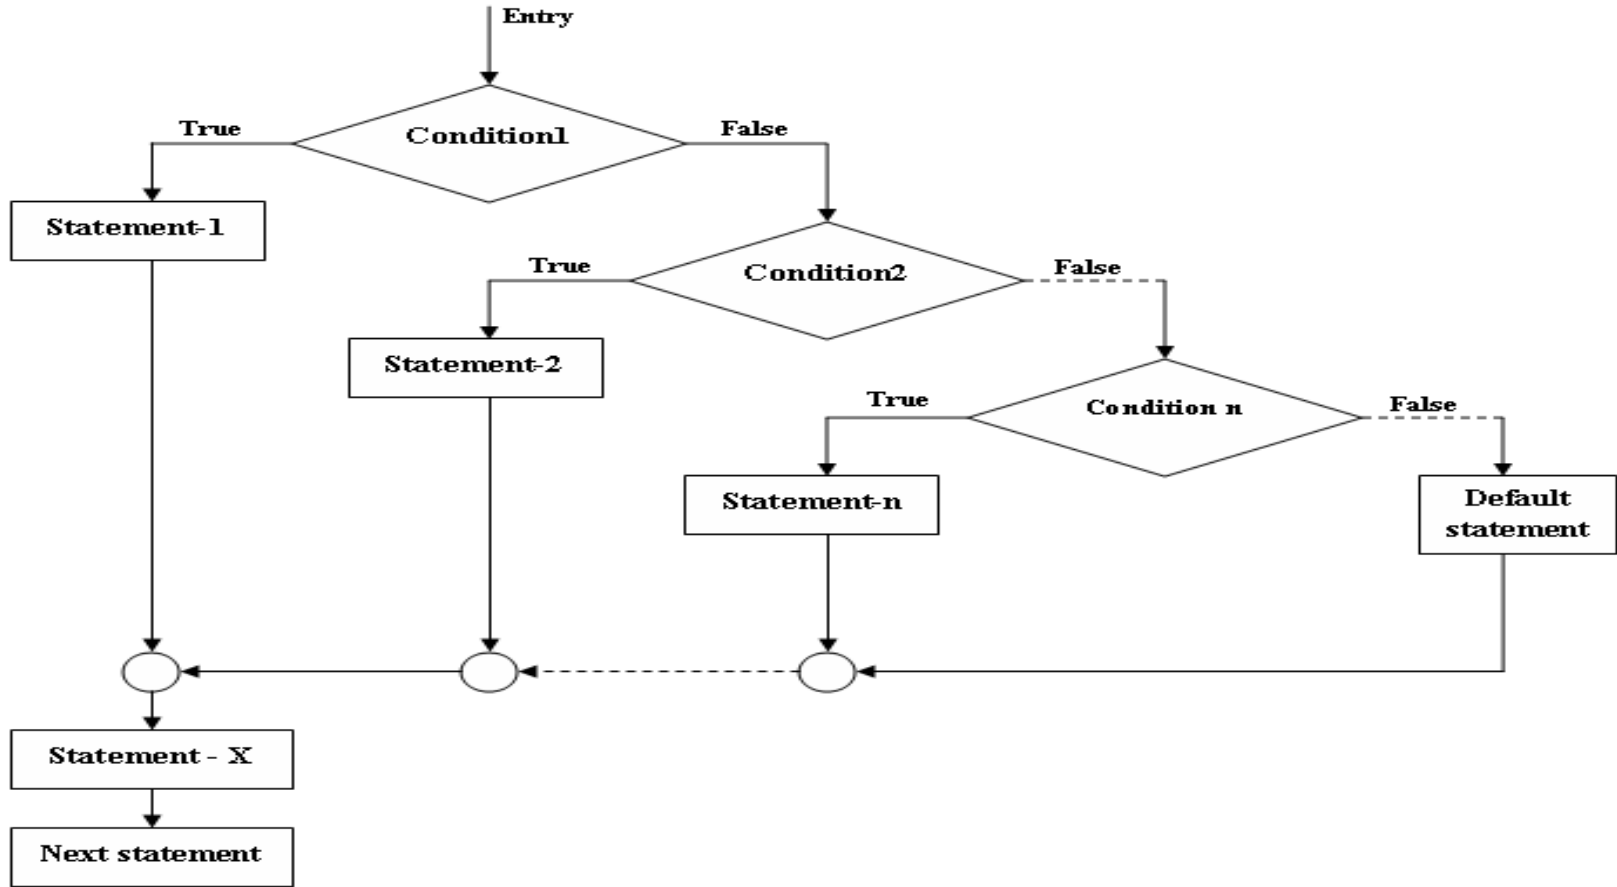 Entry
True
Condition1
False
Statement-1
True
Condition2
False
Statement-2
True
Condition n
False
Statement-n
Default
statement
Statement - X
Next statement